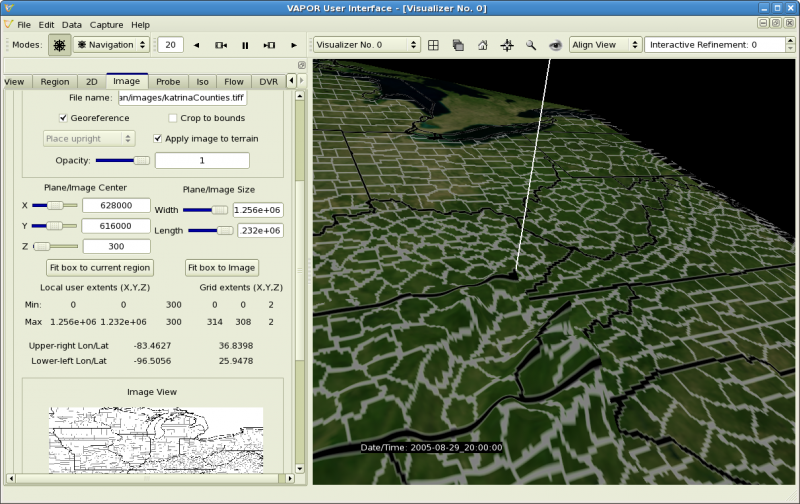 VAPOR User Interface - [Visualizer No. 0]
File Edit Data Capture Help
Modes: Navigation 20 Visualizer No. 0 Align View Interactive Refinement: 0
View Region 2D Image Probe Iso Flow DVR
File name: an/images/katrinaCounties.tiff
Georeference Crop to bounds
Place upright Apply image to terrain
Opacity: 1
Plane/Image Center Plane/Image Size
X 628000 Width 1.256e+06
Y 616000 Length .232e+06
Z 300
Fit box to current region Fit box to Image
Local user extents (X,Y,Z) Grid extents (X,Y,Z)
Min: 0 0 300 0 0 2
Max 1.256e+06 1.232e+06 300 314 308 2
Upper-right Lon/Lat -83.4627 36.8398
Lower-left Lon/Lat -96.5056 25.9478
Image View
Date/Time: 2005-08-29_20:00:00